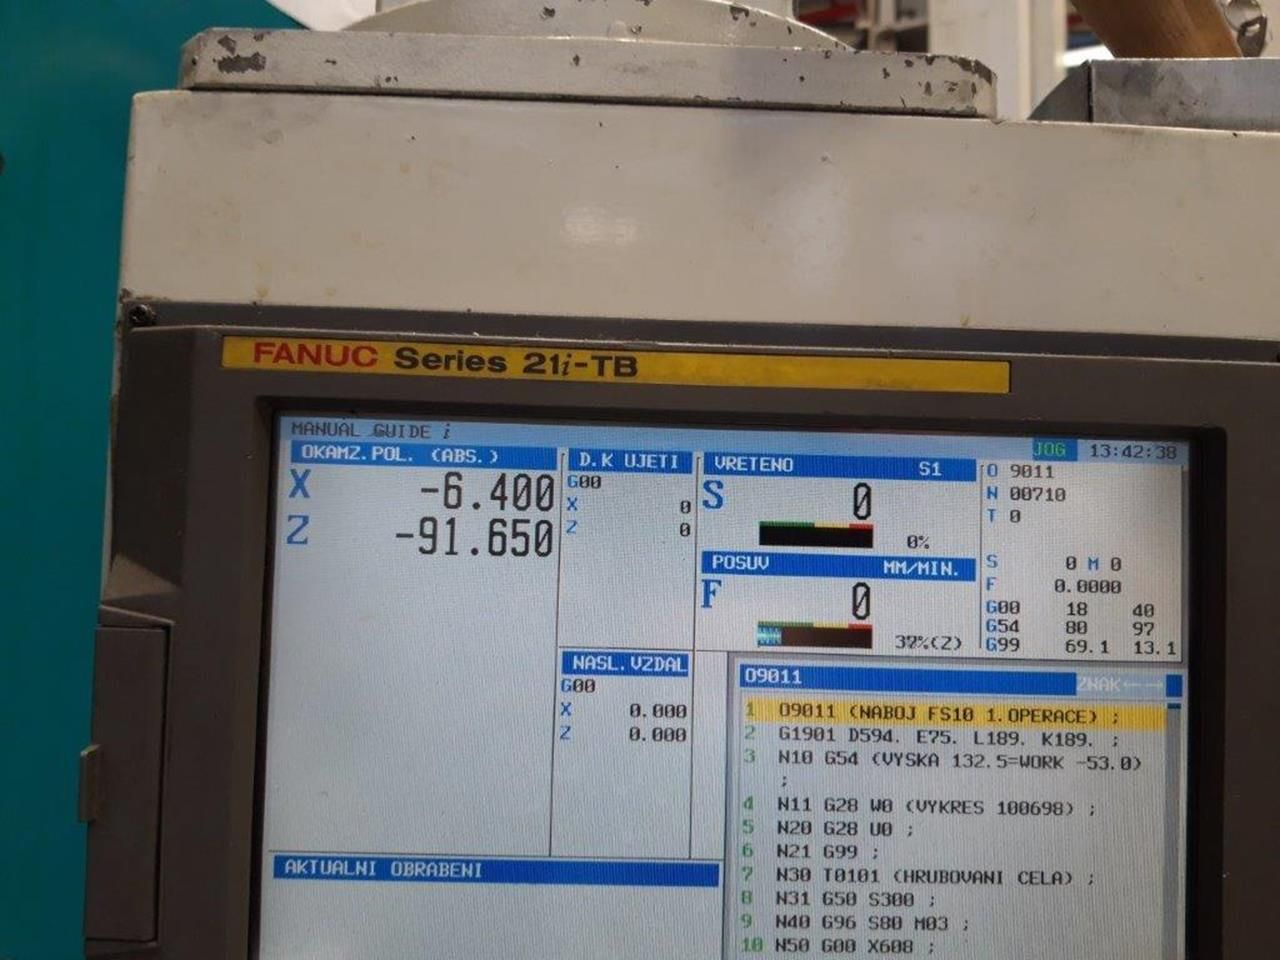 FANUC Series 21i-TB
MANUAL GUIDE i
JOG 13:42:38
OKAMZ.POL. (ABS.)
X -6.400
Z -91.650
D.K UJETI
G00
X 0
Z 0
NASL.VZDAL
G00
X 0.000
Z 0.000
VRETENO S1
S 0
0%
POSUV MM/MIN.
F 0
(Z)
O 9011
N 00710
T 0
S 0 M 0
F 0.0000
G00 18 40
G54 80 97
G99 69.1 13.1
O9011 ZNAK←→
1 O9011 (NABOJ FS10 1.OPERACE) ;
2 G1901 D594. E75. L189. K189. ;
3 N10 G54 (VYSKA 132.5=WORK -53.0)
;
4 N11 G28 W0 (VYKRES 100698) ;
5 N20 G28 U0 ;
6 N21 G99 ;
7 N30 T0101 (HRUBOVANI CELA) ;
8 N31 G50 S300 ;
9 N40 G96 S80 M03 ;
10 N50 G00 X608 ;
AKTUALNI OBRABENI